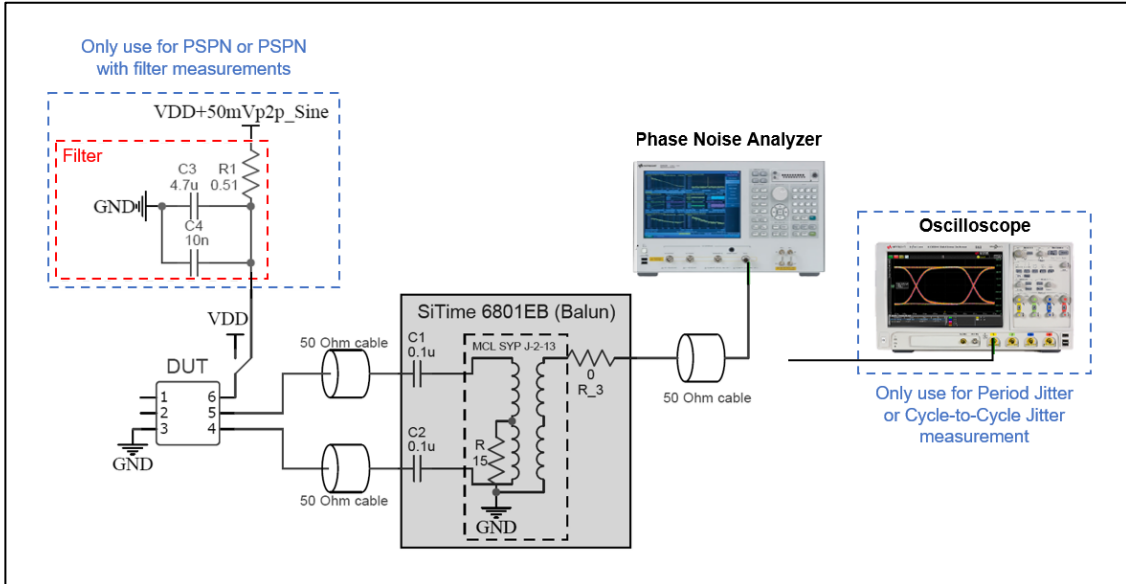 Only use for PSPN or PSPN
with filter measurements
VDD+50mVp2p_Sine
Filter
C3
4.7u
R1
0.51
GND
C4
10n
VDD
DUT
1
2
3
6
5
4
GND
50 Ohm cable
50 Ohm cable
SiTime 6801EB (Balun)
C1
0.1u
MCL SYP J-2-13
C2
0.1u
R
15
GND
0
R_3
50 Ohm cable
Phase Noise Analyzer
Oscilloscope
Only use for Period Jitter
or Cycle-to-Cycle Jitter
measurement